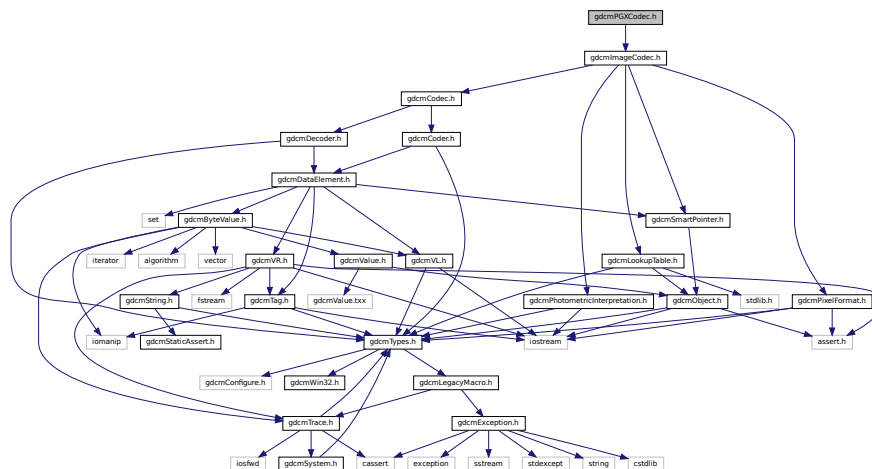 gdcmPGXCodec.h
gdcmImageCodec.h
gdcmCodec.h
gdcmDecoder.h
gdcmCoder.h
gdcmDataElement.h
set
gdcmByteValue.h
gdcmSmartPointer.h
iterator
algorithm
vector
gdcmVR.h
gdcmValue.h
gdcmVL.h
gdcmLookupTable.h
gdcmString.h
fstream
gdcmTag.h
gdcmValue.txx
gdcmPhotometricInterpretation.h
gdcmObject.h
stdlib.h
gdcmPixelFormat.h
iomanip
gdcmStaticAssert.h
gdcmTypes.h
iostream
assert.h
gdcmConfigure.h
gdcmWin32.h
gdcmLegacyMacro.h
gdcmTrace.h
gdcmException.h
iosfwd
gdcmSystem.h
cassert
exception
sstream
stdexcept
string
cstdlib